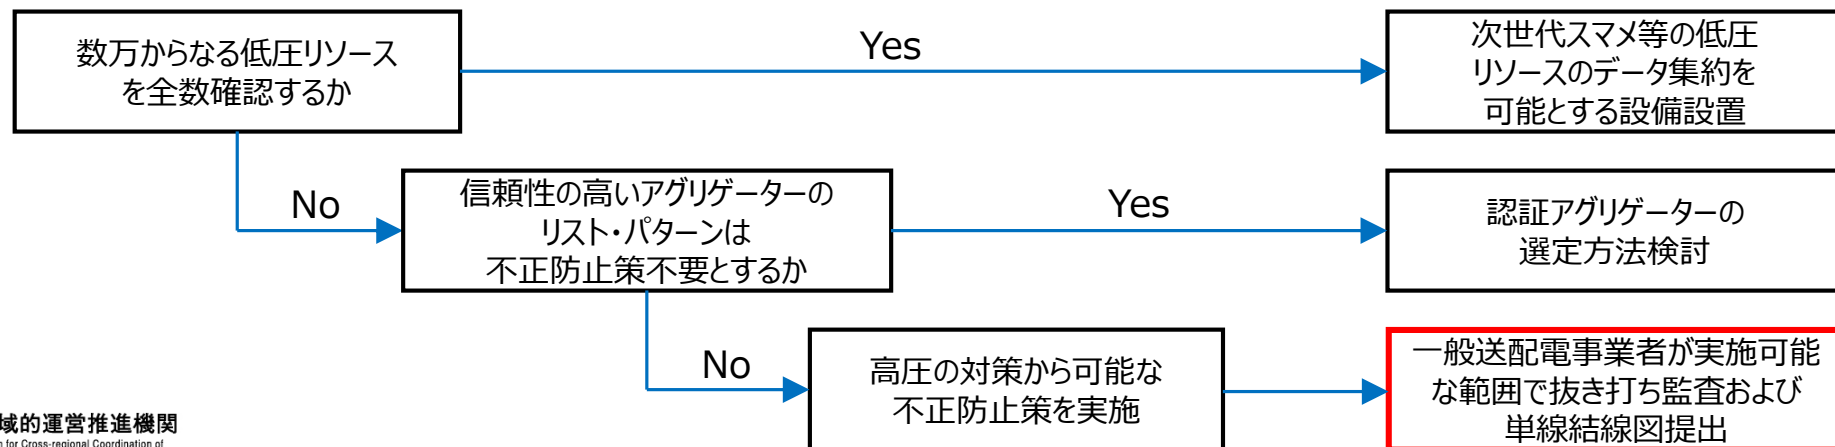 数万からなる低圧リソース
を全数確認するか
Yes
次世代スマメ等の低圧
リソースのデータ集約を
可能とする設備設置
No
信頼性の高いアグリゲーターの
リスト・パターンは
不正防止策不要とするか
Yes
認証アグリゲーターの
選定方法検討
No
高圧の対策から可能な
不正防止策を実施
一般送配電事業者が実施可能
な範囲で抜き打ち監査および
単線結線図提出
域的運営推進機関
for Cross-regional Coordination of